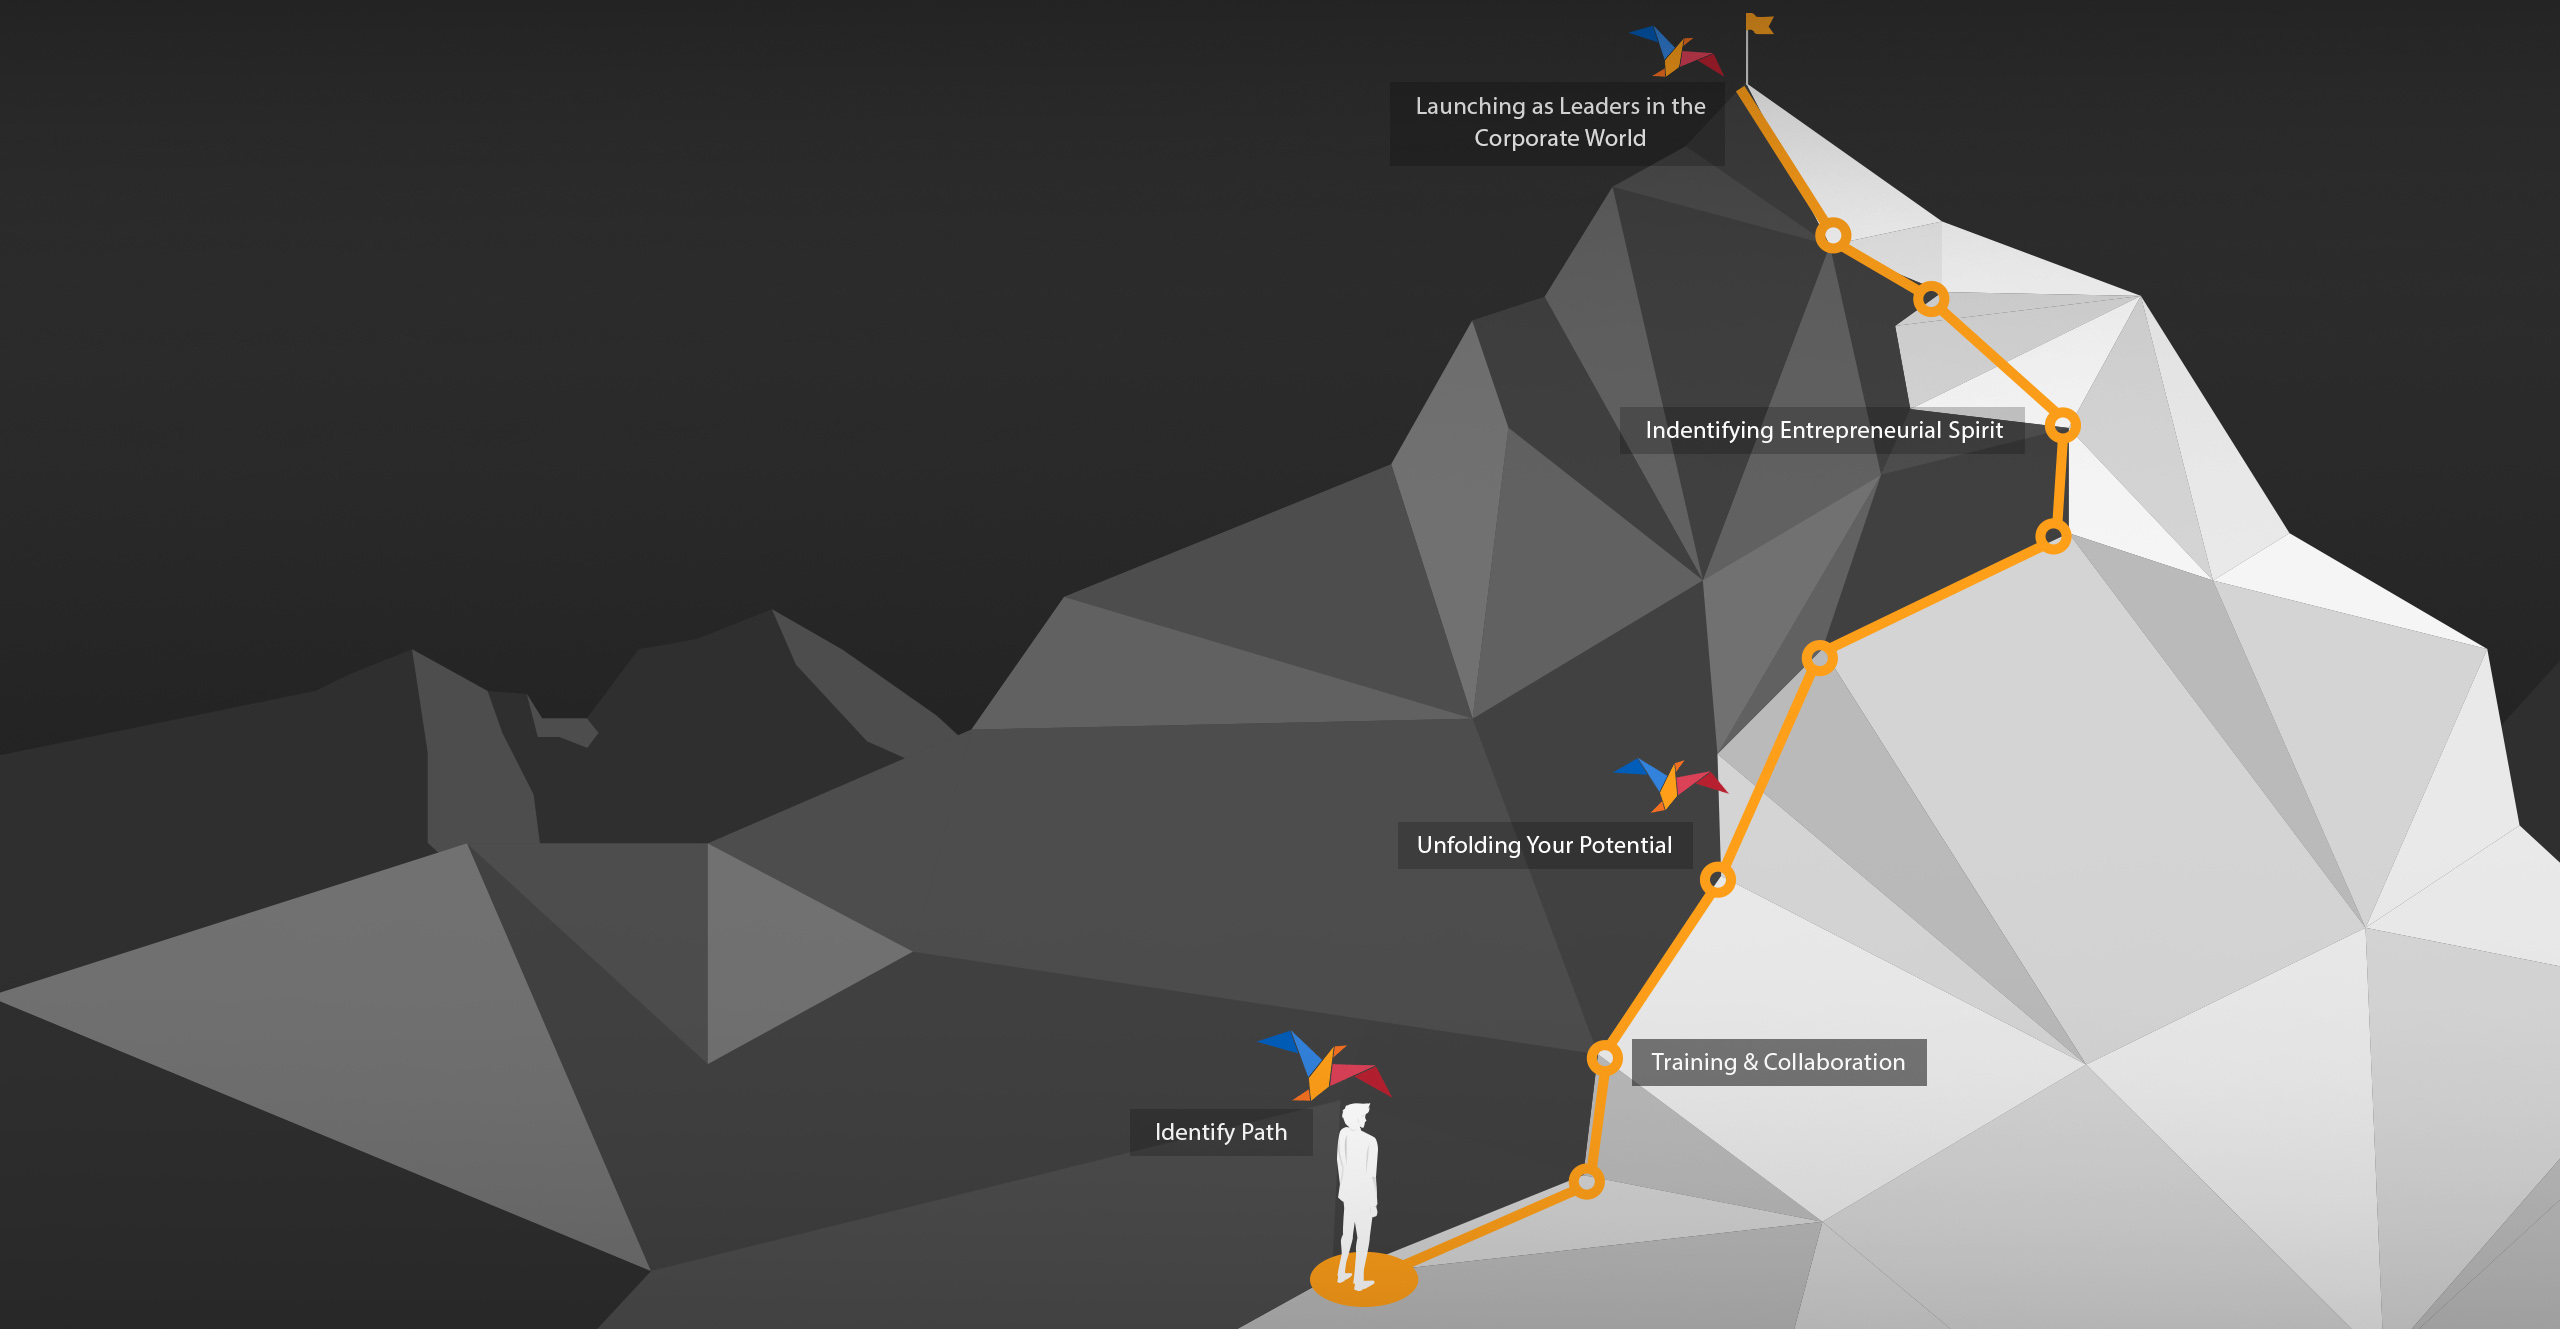 Launching as Leaders in the
Corporate World
Indentifying Entrepreneurial Spirit
Unfolding Your Potential
Training & Collaboration
Identify Path